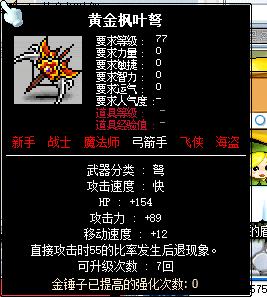 黄金枫叶弩
要求等级 : 77
要求力量 : -
要求敏捷 : -
要求智力 : -
要求运气 : -
要求人气度 -
道具等级 : -
道具经验值 : -
新手 战士 魔法师 弓箭手 飞侠 海盗
武器分类 : 弩
攻击速度 : 快
HP : +154
攻击力 : +89
移动速度 : +12
直接攻击时55的比率发生后退现象。
可升级次数 : 7回
金锤子已提高的强化次数: 0